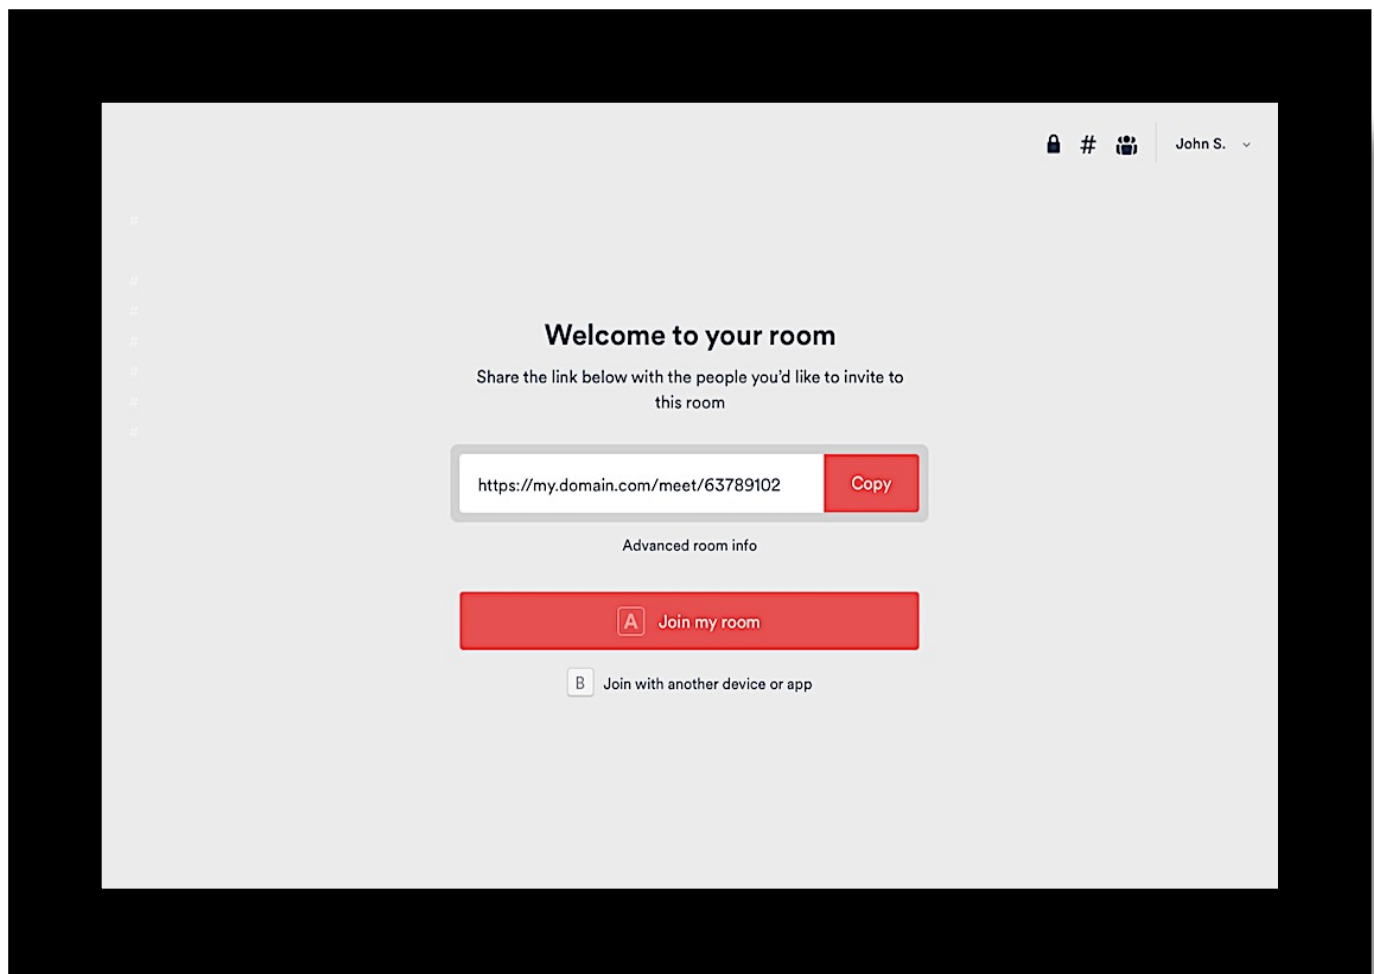 # John S.
#
#
#
#
#
#
#
Welcome to your room
Share the link below with the people you'd like to invite to
this room
https://my.domain.com/meet/63789102 Copy
Advanced room info
A Join my room
B Join with another device or app